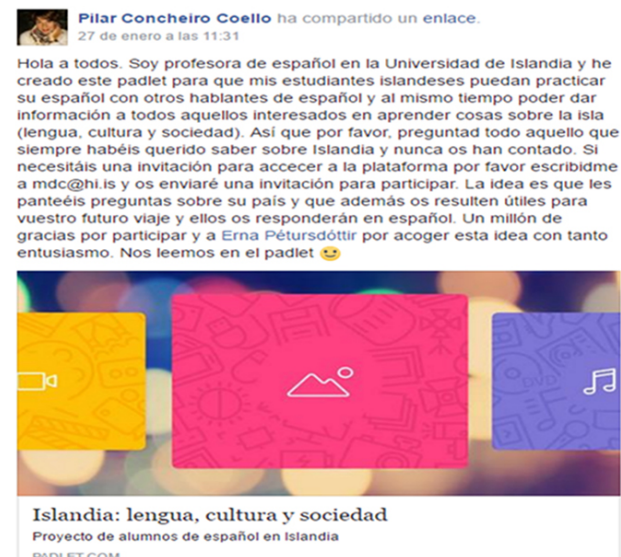 Pilar Concheiro Coello ha compartido un enlace.
27 de enero a las 11:31
Hola a todos. Soy profesora de español en la Universidad de Islandia y he
creado este padlet para que mis estudiantes islandeses puedan practicar
su español con otros hablantes de español y al mismo tiempo poder dar
información a todos aquellos interesados en aprender cosas sobre la isla
(lengua, cultura y sociedad). Así que por favor, preguntad todo aquello que
siempre habéis querido saber sobre Islandia y nunca os han contado. Si
necesitáis una invitación para accecer a la plataforma por favor escribidme
a mdc@hi.is y os enviaré una invitación para participar. La idea es que les
panteéis preguntas sobre su país y que además os resulten útiles para
vuestro futuro viaje y ellos os responderán en español. Un millón de
gracias por participar y a Erna Pétursdóttir por acoger esta idea con tanto
entusiasmo. Nos leemos en el padlet
DVD
Islandia: lengua, cultura y sociedad
Proyecto de alumnos de español en Islandia
PADLET.COM